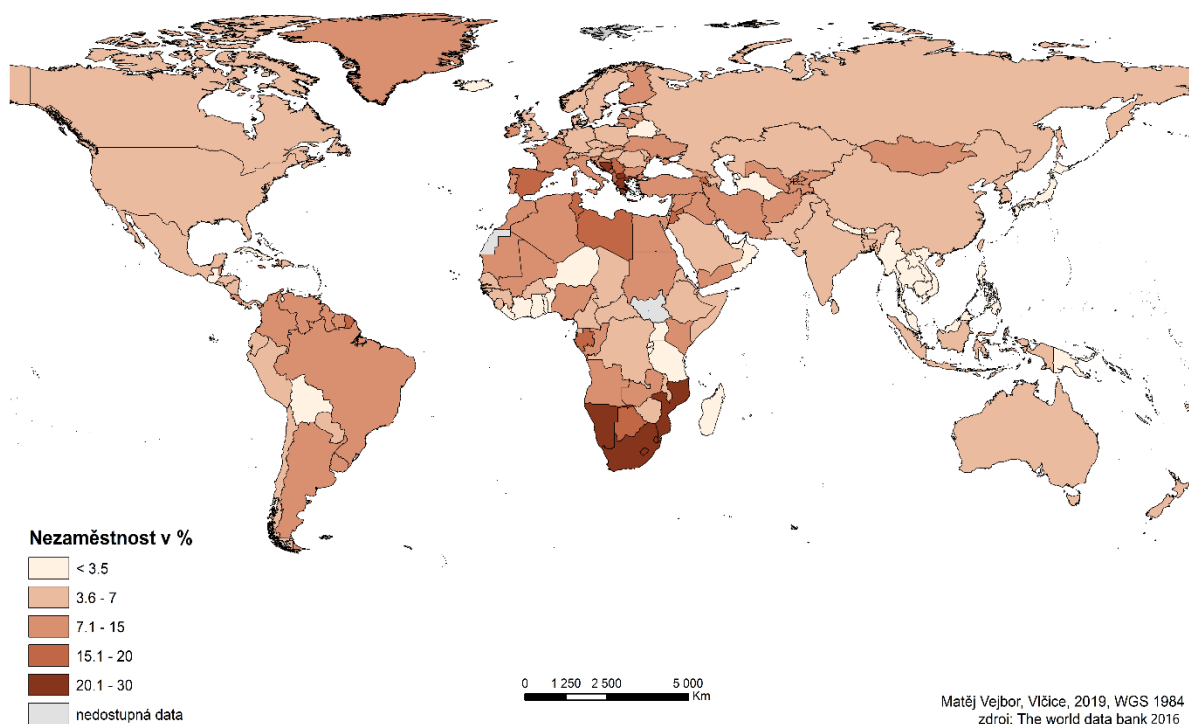 Nezaměstnost v %
< 3.5
3.6 - 7
7.1 - 15
15.1 - 20
20.1 - 30
nedostupná data
0 1 250 2 500 5 000
Km
Matěj Vejbor, Vlčice, 2019, WGS 1984
zdroj: The world data bank 2016